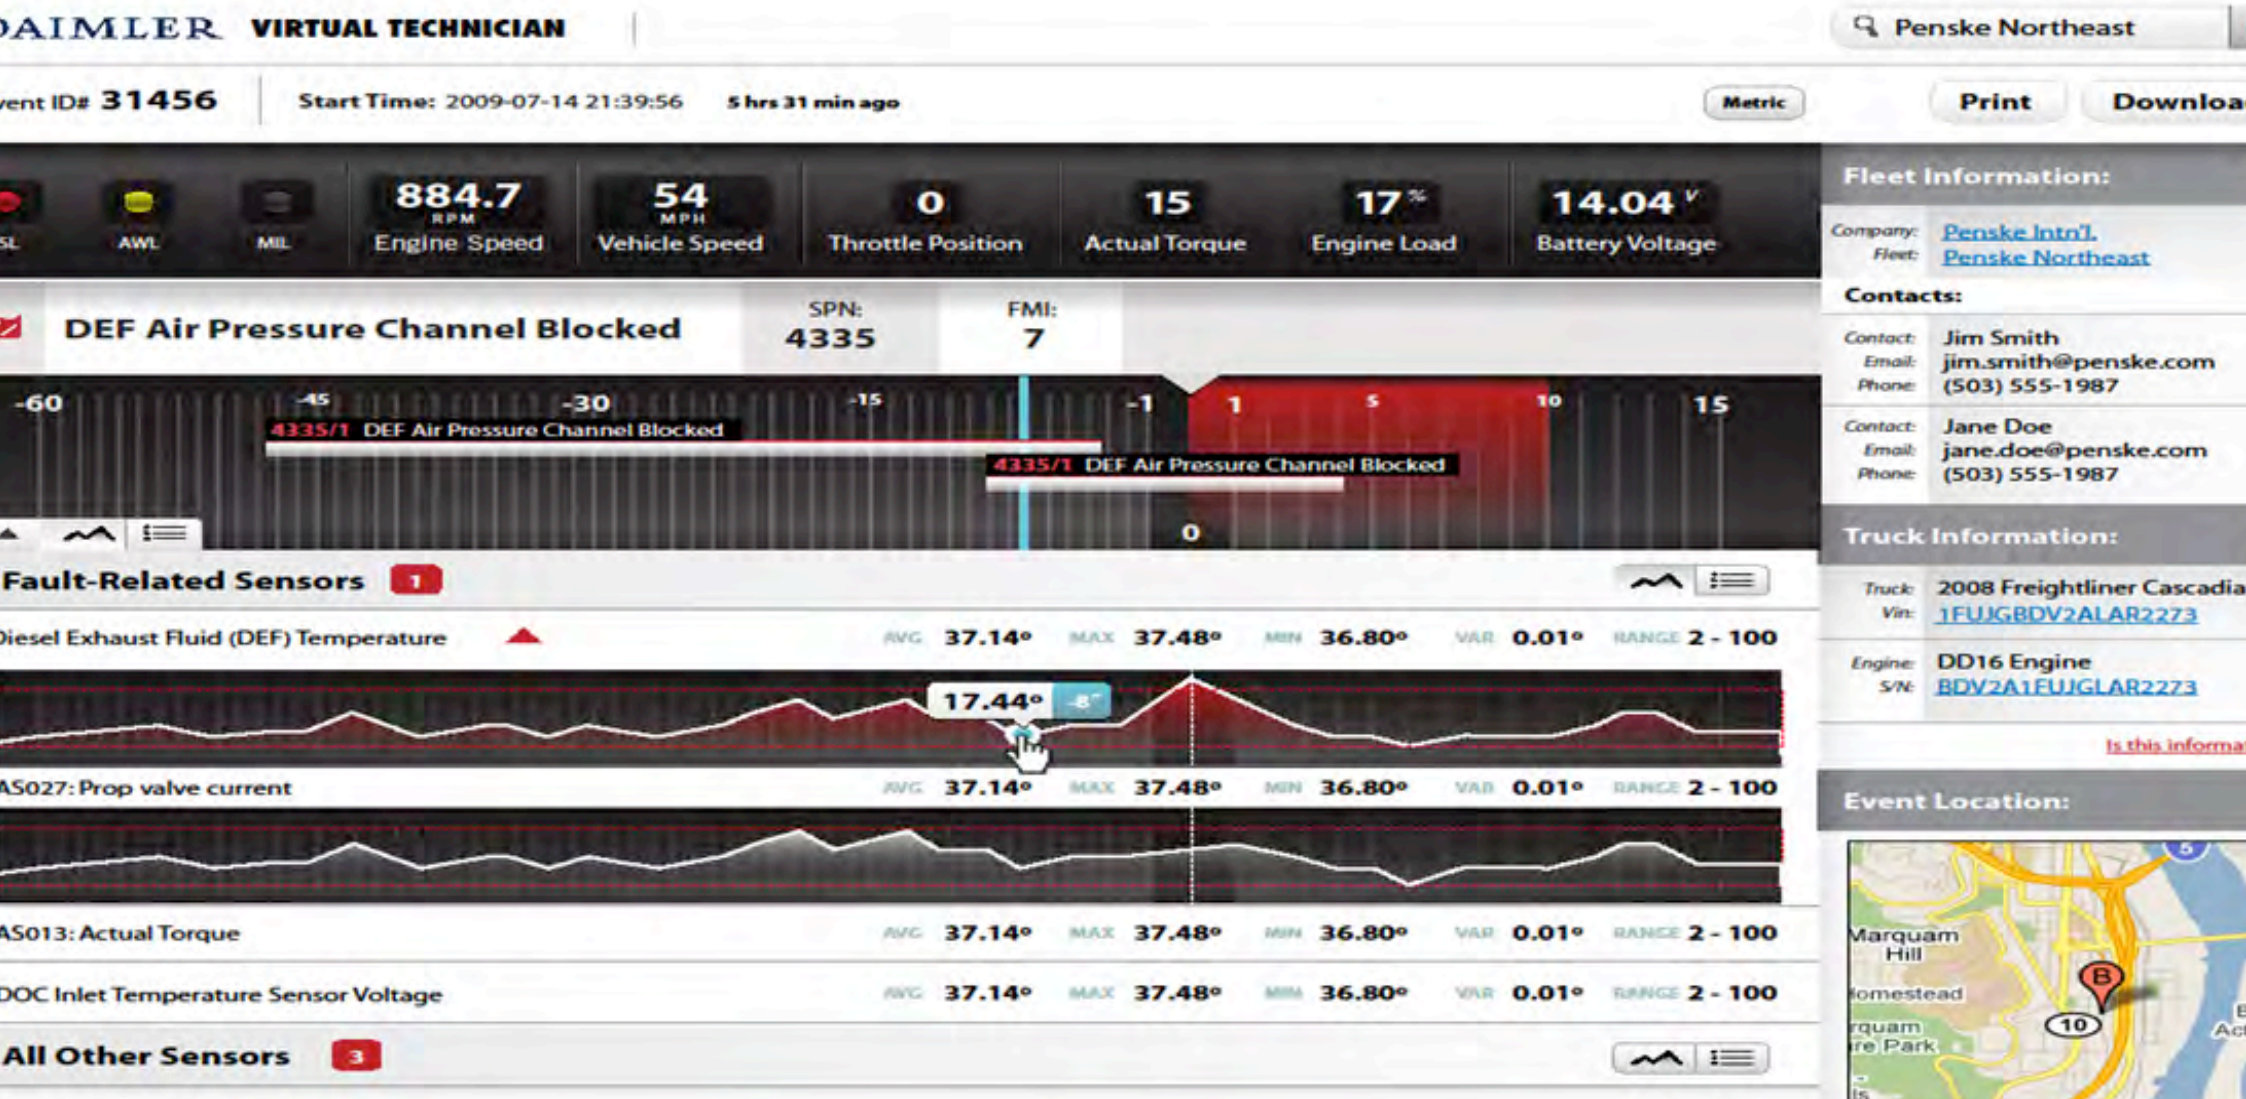 DAIMLER VIRTUAL TECHNICIAN
Penske Northeast
vent ID# 31456
Start Time: 2009-07-14 21:39:56
5 hrs 31 min ago
Metric
Print
Downloa
SL
AWL
MIL
884.7
RPM
Engine Speed
54
MPH
Vehicle Speed
0
Throttle Position
15
Actual Torque
17 %
Engine Load
14.04 V
Battery Voltage
DEF Air Pressure Channel Blocked
SPN:
4335
FMI:
7
-60 -45 -30 -15 -1 1 5 10 15
4335/1 DEF Air Pressure Channel Blocked
4335/1 DEF Air Pressure Channel Blocked
0
Fault-Related Sensors 1
Diesel Exhaust Fluid (DEF) Temperature AVG 37.14° MAX 37.48° MIN 36.80° VAR 0.01° RANGE 2 - 100
17.44° -8"
AS027: Prop valve current AVG 37.14° MAX 37.48° MIN 36.80° VAR 0.01° RANGE 2 - 100
AS013: Actual Torque AVG 37.14° MAX 37.48° MIN 36.80° VAR 0.01° RANGE 2 - 100
DOC Inlet Temperature Sensor Voltage AVG 37.14° MAX 37.48° MIN 36.80° VAR 0.01° RANGE 2 - 100
All Other Sensors 3
Fleet Information:
Company: Penske Intn'l.
Fleet: Penske Northeast
Contacts:
Contact: Jim Smith
Email: jim.smith@penske.com
Phone: (503) 555-1987
Contact: Jane Doe
Email: jane.doe@penske.com
Phone: (503) 555-1987
Truck Information:
Truck: 2008 Freightliner Cascadia
Vin: 1FUJGBDV2ALAR2273
Engine: DD16 Engine
S/N: BDV2A1FUJGLAR2273
Is this informa
Event Location:
5
Marquam
Hill
B
omestead
10
rquam
re Park